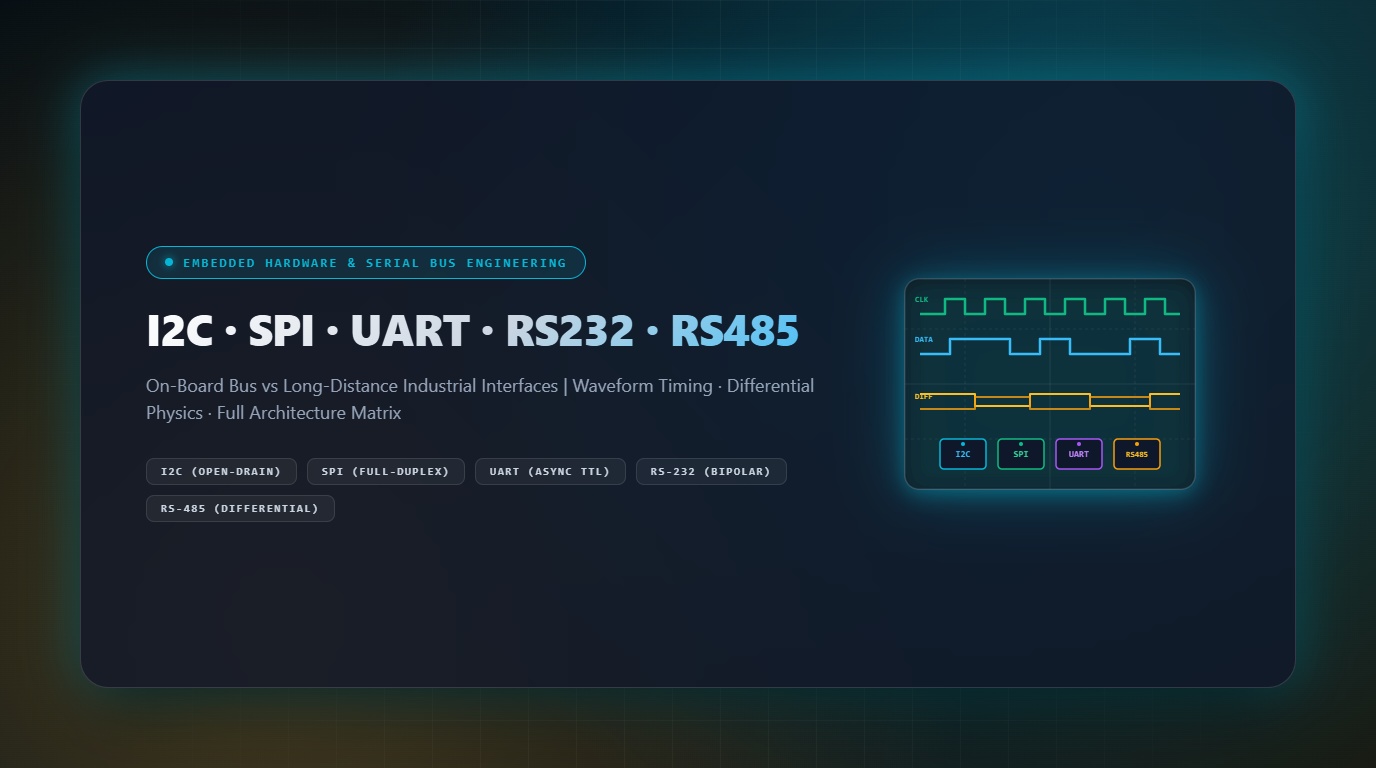 EMBEDDED HARDWARE & SERIAL BUS ENGINEERING
I2C · SPI · UART · RS232 · RS485
On-Board Bus vs Long-Distance Industrial Interfaces | Waveform Timing · Differential
Physics · Full Architecture Matrix
I2C (OPEN-DRAIN) SPI (FULL-DUPLEX) UART (ASYNC TTL) RS-232 (BIPOLAR)
RS-485 (DIFFERENTIAL)
CLK
DATA
DIFF
I2C SPI UART RS485